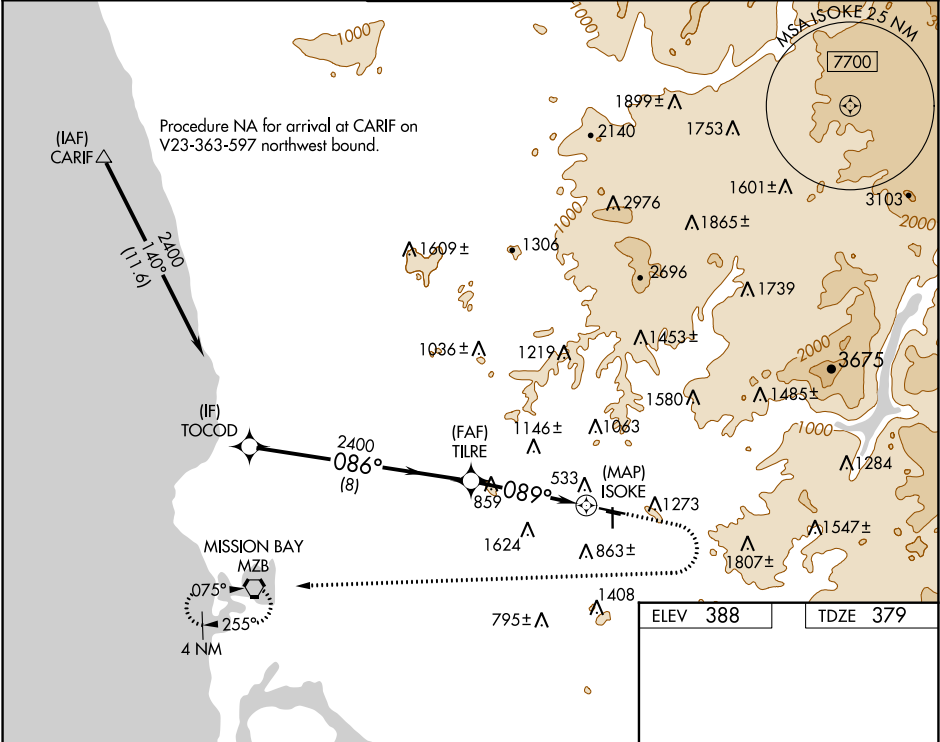 1000
1000
MSA ISOKE 25 NM
7700
1899±
2140
1753
Procedure NA for arrival at CARIF on
V23-363-597 northwest bound.
(IAF)
CARIF
1601±
3103
2976
1000
1865±
2000
2400
140°
(11.6)
1609±
1306
2696
1739
1453±
1036±
1219
2000
3675
1580
1485±
(IF)
TOCOD
2400
086°
(8)
(FAF)
TILRE
1146±
1063
1000
1284
859
089°
533
(MAP)
ISOKE
1273
1624
863±
1547±
1807±
MISSION BAY
MZB
075°
255°
4 NM
795±
1408
ELEV 388
TDZE 379